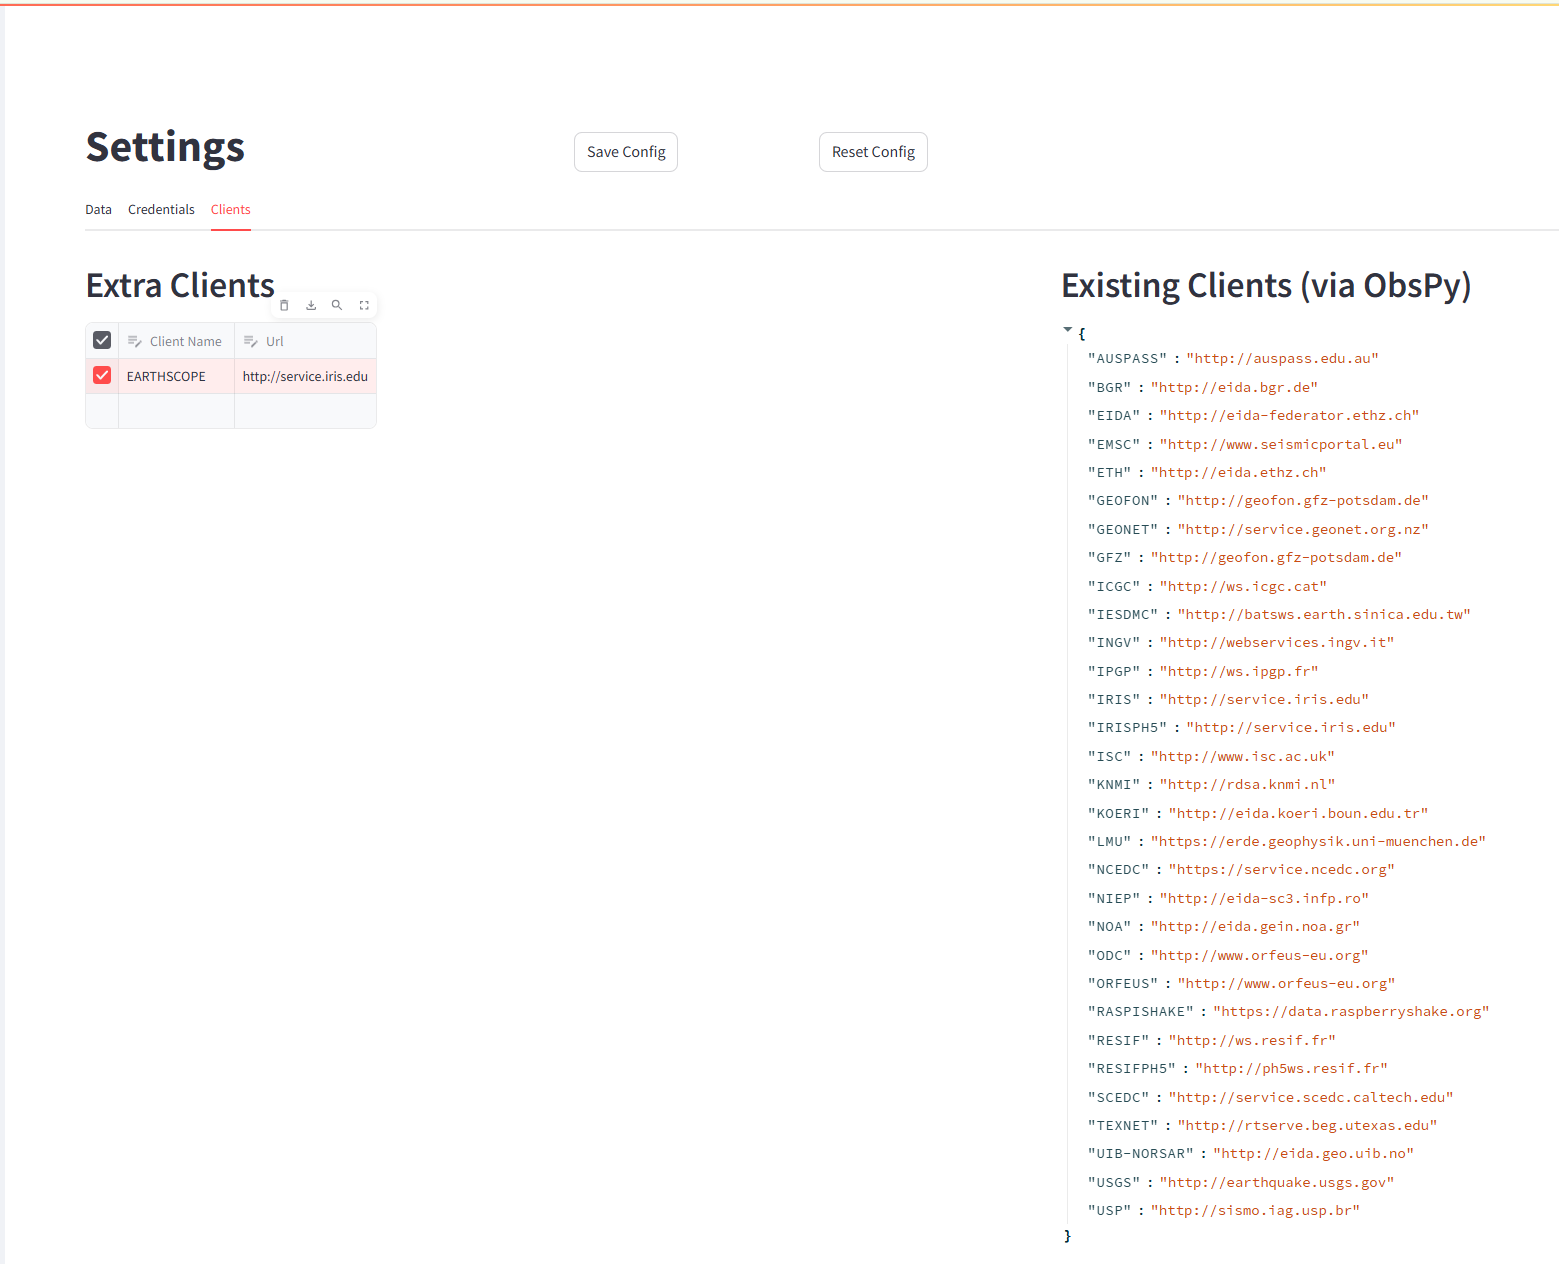 Settings
Save Config
Reset Config
Data Credentials Clients
Extra Clients
Client Name Url
EARTHSCOPE http://service.iris.edu
Existing Clients (via ObsPy)
{
"AUSPASS" : "http://auspass.edu.au"
"BGR" : "http://eida.bgr.de"
"EIDA" : "http://eida-federator.ethz.ch"
"EMSC" : "http://www.seismicportal.eu"
"ETH" : "http://eida.ethz.ch"
"GEOFON" : "http://geofon.gfz-potsdam.de"
"GEONET" : "http://service.geonet.org.nz"
"GFZ" : "http://geofon.gfz-potsdam.de"
"ICGC" : "http://ws.icgc.cat"
"IESDMC" : "http://batsws.earth.sinica.edu.tw"
"INGV" : "http://webservices.ingv.it"
"IPGP" : "http://ws.ipgp.fr"
"IRIS" : "http://service.iris.edu"
"IRISPH5" : "http://service.iris.edu"
"ISC" : "http://www.isc.ac.uk"
"KNMI" : "http://rdsa.knmi.nl"
"KOERI" : "http://eida.koeri.boun.edu.tr"
"LMU" : "https://erde.geophysik.uni-muenchen.de"
"NCEDC" : "https://service.ncedc.org"
"NIEP" : "http://eida-sc3.infp.ro"
"NOA" : "http://eida.gein.noa.gr"
"ODC" : "http://www.orfeus-eu.org"
"ORFEUS" : "http://www.orfeus-eu.org"
"RASPISHAKE" : "https://data.raspberryshake.org"
"RESIF" : "http://ws.resif.fr"
"RESIFPH5" : "http://ph5ws.resif.fr"
"SCEDC" : "http://service.scedc.caltech.edu"
"TEXNET" : "http://rtserve.beg.utexas.edu"
"UIB-NORSAR" : "http://eida.geo.uib.no"
"USGS" : "http://earthquake.usgs.gov"
"USP" : "http://sismo.iag.usp.br"
}